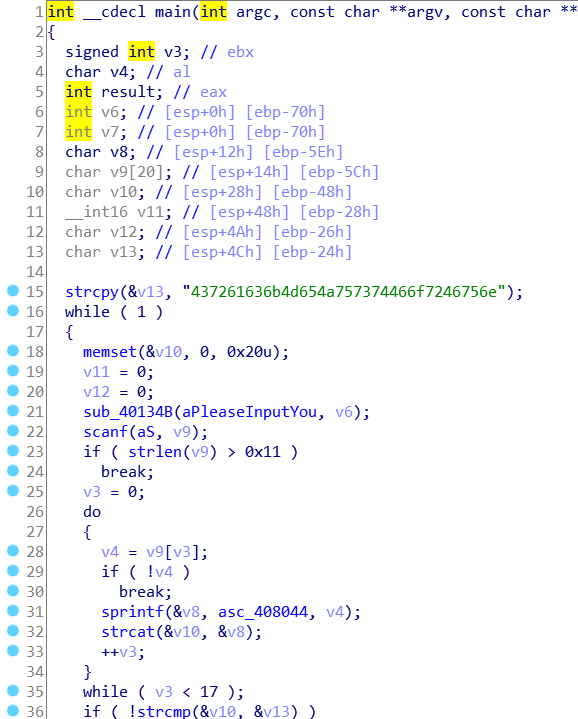 1 int __cdecl main(int argc, const char **argv, const char **
2 {
3 signed int v3; // ebx
4 char v4; // al
5 int result; // eax
6 int v6; // [esp+0h] [ebp-70h]
7 int v7; // [esp+0h] [ebp-70h]
8 char v8; // [esp+12h] [ebp-5Eh]
9 char v9[20]; // [esp+14h] [ebp-5Ch]
10 char v10; // [esp+28h] [ebp-48h]
11 __int16 v11; // [esp+48h] [ebp-28h]
12 char v12; // [esp+4Ah] [ebp-26h]
13 char v13; // [esp+4Ch] [ebp-24h]
14
15 strcpy(&v13, "437261636b4d654a757374466f7246756e");
16 while ( 1 )
17 {
18 memset(&v10, 0, 0x20u);
19 v11 = 0;
20 v12 = 0;
21 sub_40134B(aPleaseInputYou, v6);
22 scanf(aS, v9);
23 if ( strlen(v9) > 0x11 )
24 break;
25 v3 = 0;
26 do
27 {
28 v4 = v9[v3];
29 if ( !v4 )
30 break;
31 sprintf(&v8, asc_408044, v4);
32 strcat(&v10, &v8);
33 ++v3;
34 }
35 while ( v3 < 17 );
36 if ( !strcmp(&v10, &v13) )